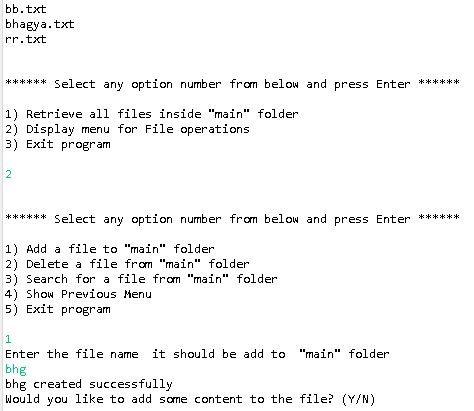 bb.txt
bhagya.txt
rr.txt
****** Select any option number from below and press Enter ******
1) Retrieve all files inside "main" folder
2) Display menu for File operations
3) Exit program
2
****** Select any option number from below and press Enter ******
1) Add a file to "main" folder
2) Delete a file from "main" folder
3) Search for a file from "main" folder
4) Show Previous Menu
5) Exit program
1
Enter the file name  it should be add to  "main" folder
bhg
bhg created successfully
Would you like to add some content to the file? (Y/N)